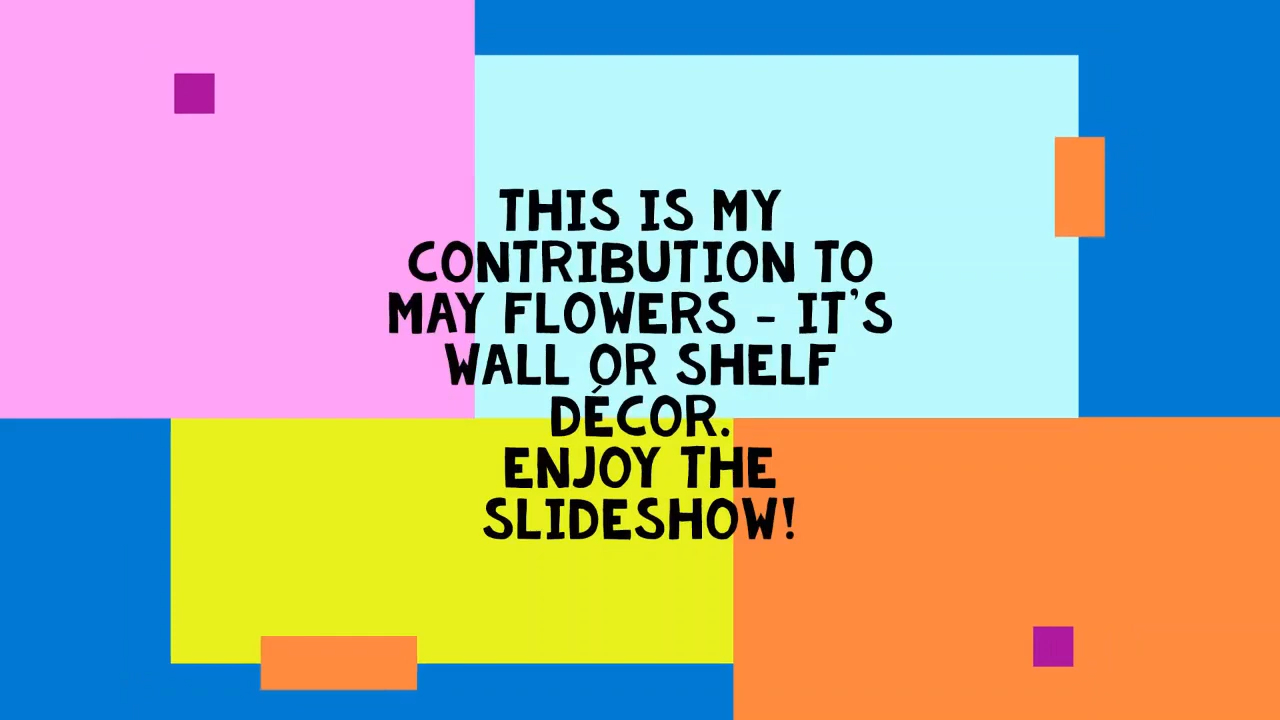 THIS IS MY
CONTRIBUTION TO
MAY FLOWERS - IT'S
WALL OR SHELF
DÉCOR.
ENJOY THE
SLIDESHOW!